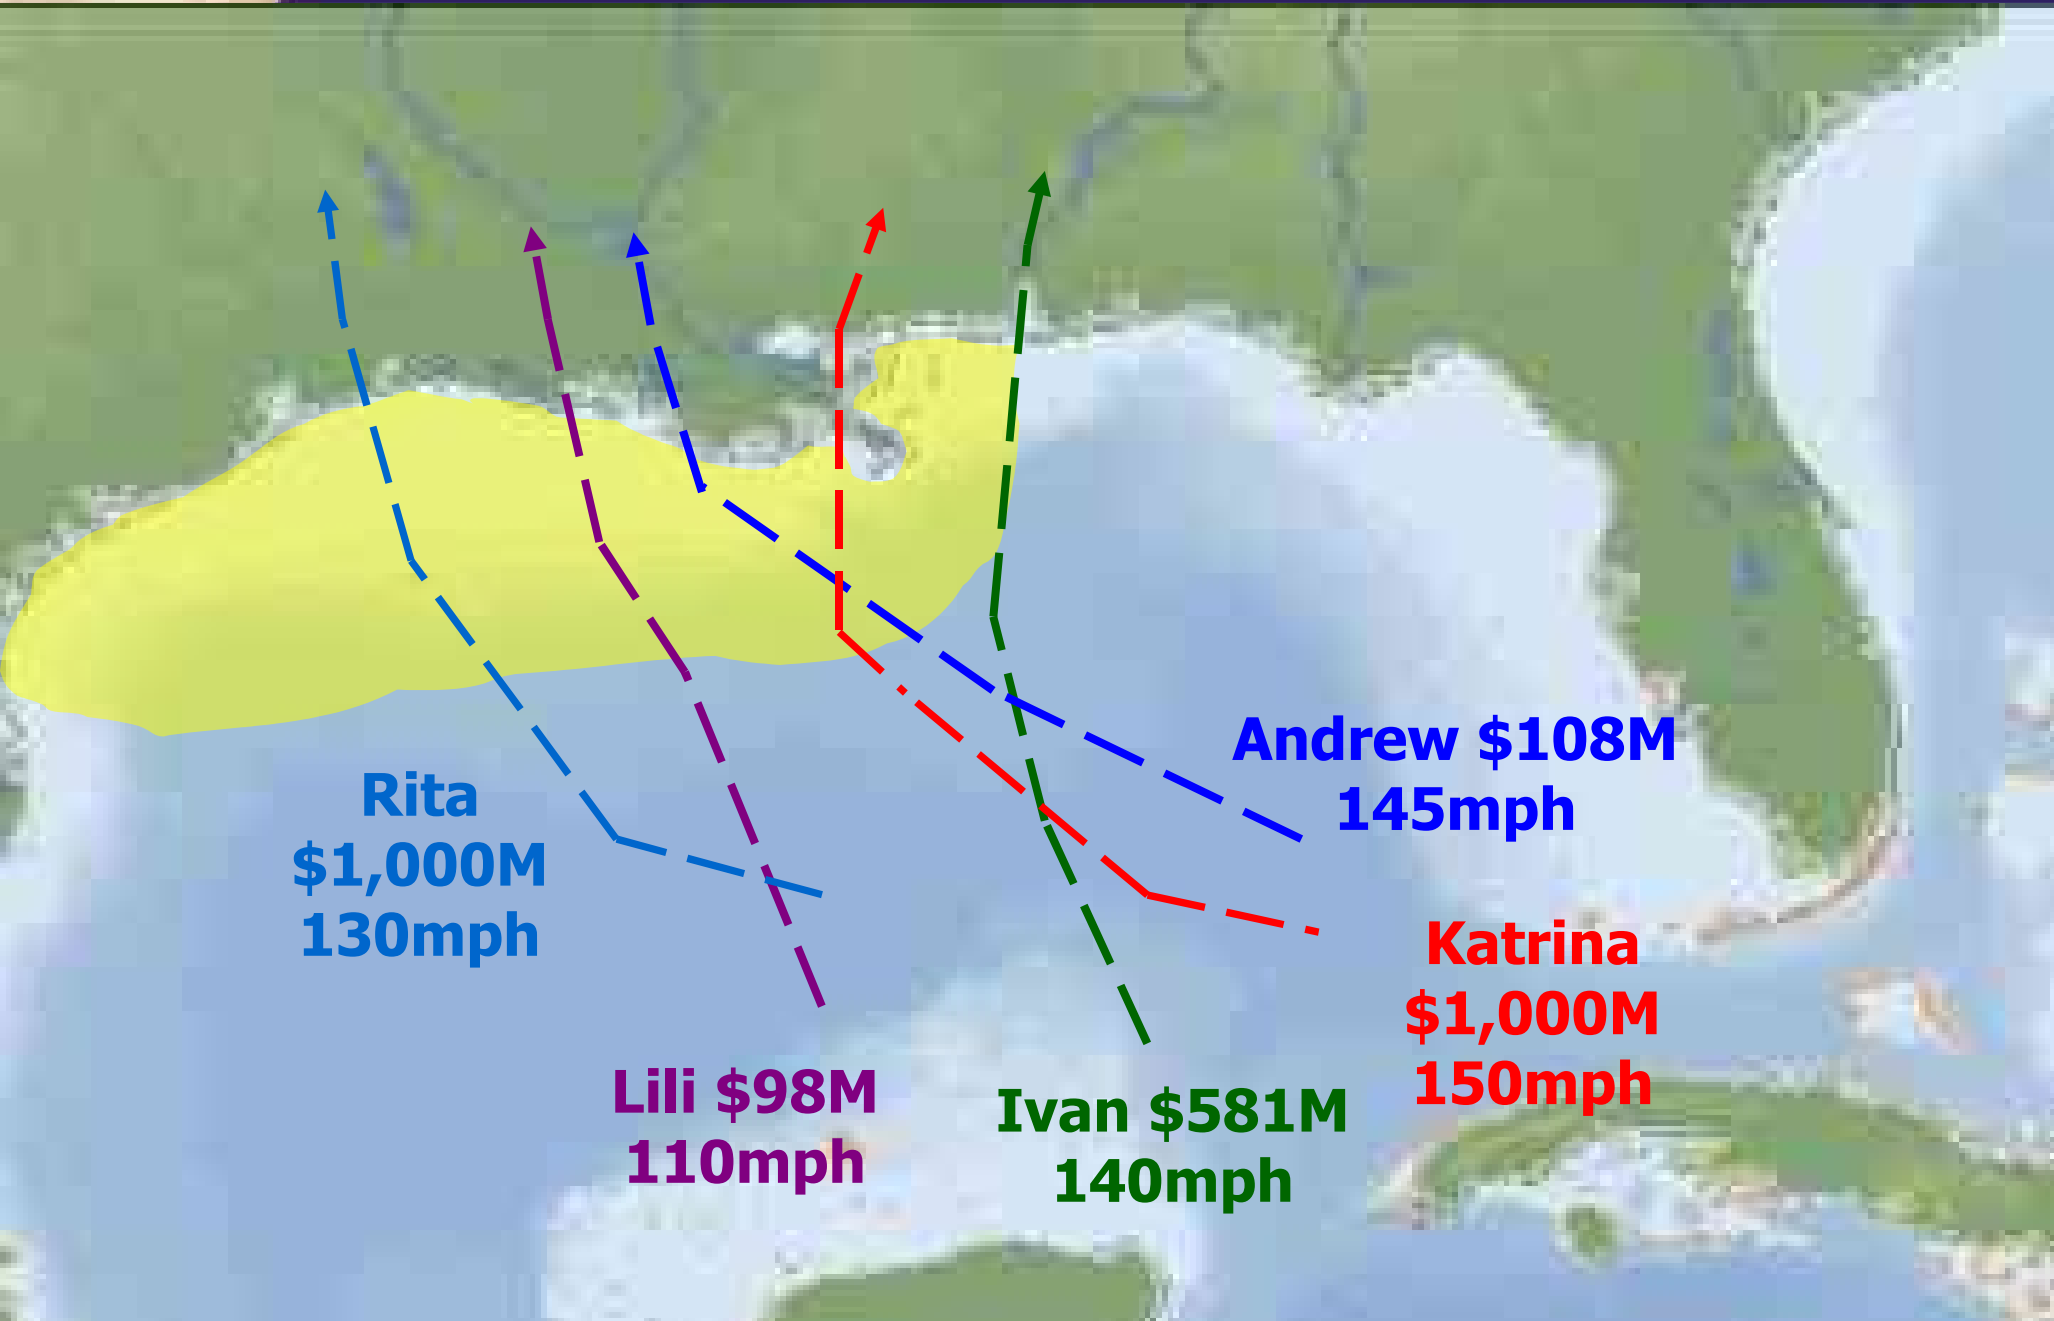 Andrew $108M
145mph
Rita
$1,000M
130mph
Katrina
$1,000M
150mph
Lili $98M
110mph
Ivan $581M
140mph